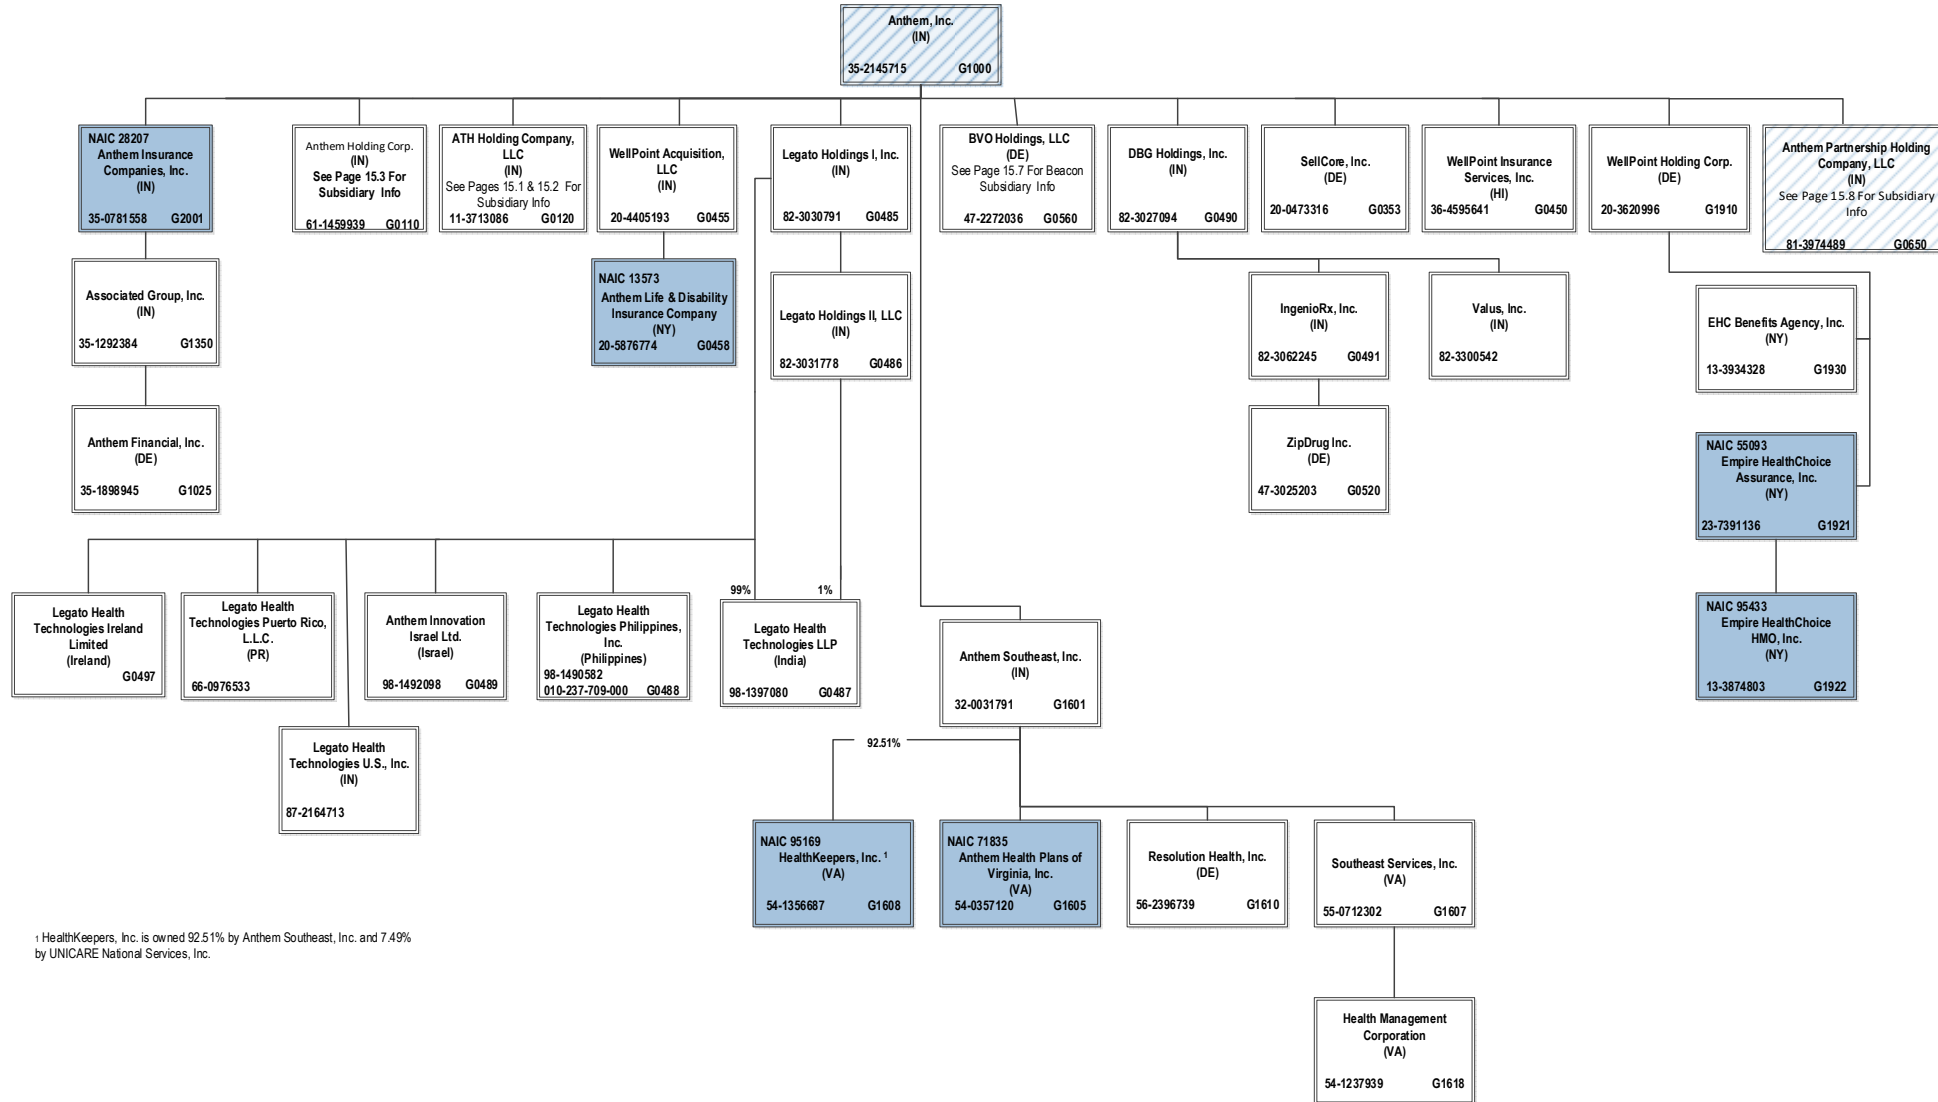 Anthem, Inc.
(IN)
35-2145715 G1000
NAIC 28207
Anthem Insurance
Companies, Inc.
(IN)
35-0781558 G2001
Anthem Holding Corp.
(IN)
See Page 15.3 For
Subsidiary Info
61-1459939 G0110
ATH Holding Company,
LLC
(IN)
See Pages 15.1 & 15.2 For
Subsidiary Info
11-3713086 G0120
WellPoint Acquisition,
LLC
(IN)
20-4405193 G0455
Legato Holdings I, Inc.
(IN)
82-3030791 G0485
BVO Holdings, LLC
(DE)
See Page 15.7 For Beacon
Subsidiary Info
47-2272036 G0560
DBG Holdings, Inc.
(IN)
82-3027094 G0490
SellCore, Inc.
(DE)
20-0473316 G0353
WellPoint Insurance
Services, Inc.
(HI)
36-4595641 G0450
WellPoint Holding Corp.
(DE)
20-3620996 G1910
Anthem Partnership Holding
Company, LLC
(IN)
See Page 15.8 For Subsidiary
Info
81-3974489 G0650
Associated Group, Inc.
(IN)
35-1292384 G1350
NAIC 13573
Anthem Life & Disability
Insurance Company
(NY)
20-5876774 G0458
Legato Holdings II, LLC
(IN)
82-3031778 G0486
IngenioRx, Inc.
(IN)
82-3062245 G0491
Valus, Inc.
(IN)
82-3300542
EHC Benefits Agency, Inc.
(NY)
13-3934328 G1930
Anthem Financial, Inc.
(DE)
35-1898945 G1025
ZipDrug Inc.
(DE)
47-3025203 G0520
NAIC 55093
Empire HealthChoice
Assurance, Inc.
(NY)
23-7391136 G1921
99% 1%
Legato Health
Technologies Ireland
Limited
(Ireland)
G0497
Legato Health
Technologies Puerto Rico,
L.L.C.
(PR)
66-0976533
Anthem Innovation
Israel Ltd.
(Israel)
98-1492098 G0489
Legato Health
Technologies Philippines,
Inc.
(Philippines)
98-1490582
010-237-709-000 G0488
Legato Health
Technologies LLP
(India)
98-1397080 G0487
Anthem Southeast, Inc.
(IN)
32-0031791 G1601
NAIC 95433
Empire HealthChoice
HMO, Inc.
(NY)
13-3874803 G1922
Legato Health
Technologies U.S., Inc.
(IN)
87-2164713
92.51%
NAIC 95169
HealthKeepers, Inc. 1
(VA)
54-1356687 G1608
NAIC 71835
Anthem Health Plans of
Virginia, Inc.
(VA)
54-0357120 G1605
Resolution Health, Inc.
(DE)
56-2396739 G1610
Southeast Services, Inc.
(VA)
55-0712302 G1607
1 HealthKeepers, Inc. is owned 92.51% by Anthem Southeast, Inc. and 7.49%
by UNICARE National Services, Inc.
Health Management
Corporation
(VA)
54-1237939 G1618